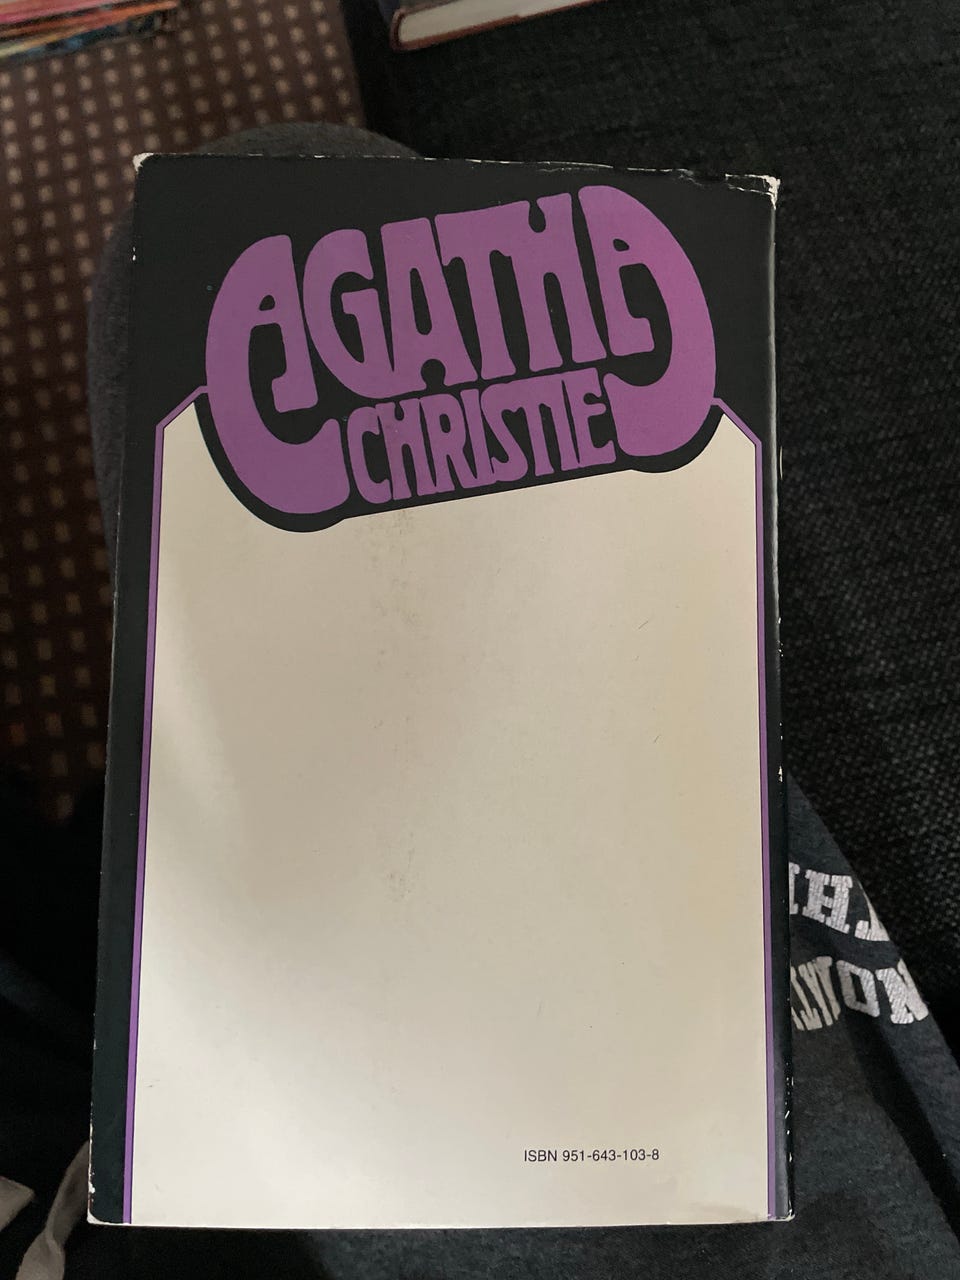 AGATHA
CHRISTIE
ISBN 951-643-103-8